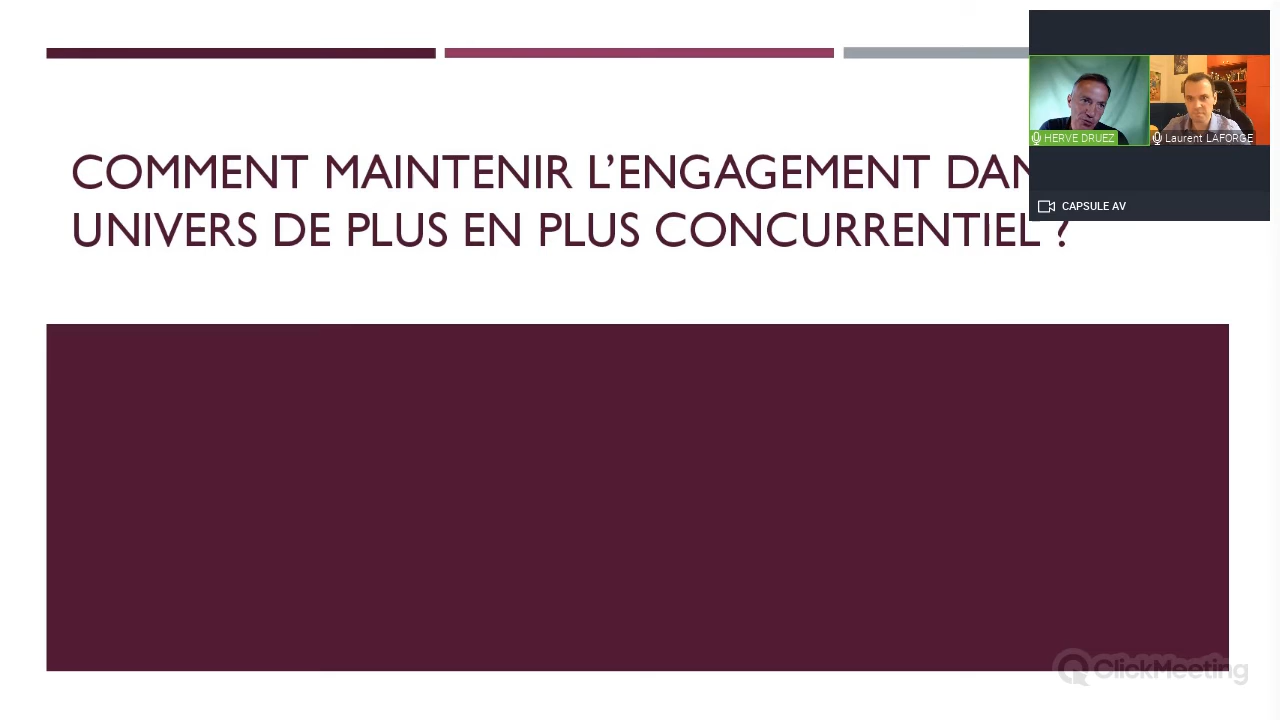 COMMENT MAINTENIR L’ENGAGEMENT DAN
UNIVERS DE PLUS EN PLUS CONCURRENTIEL ?
HERVE DRUEZ
Laurent LAFORGE
CAPSULE AV
ClickMeeting